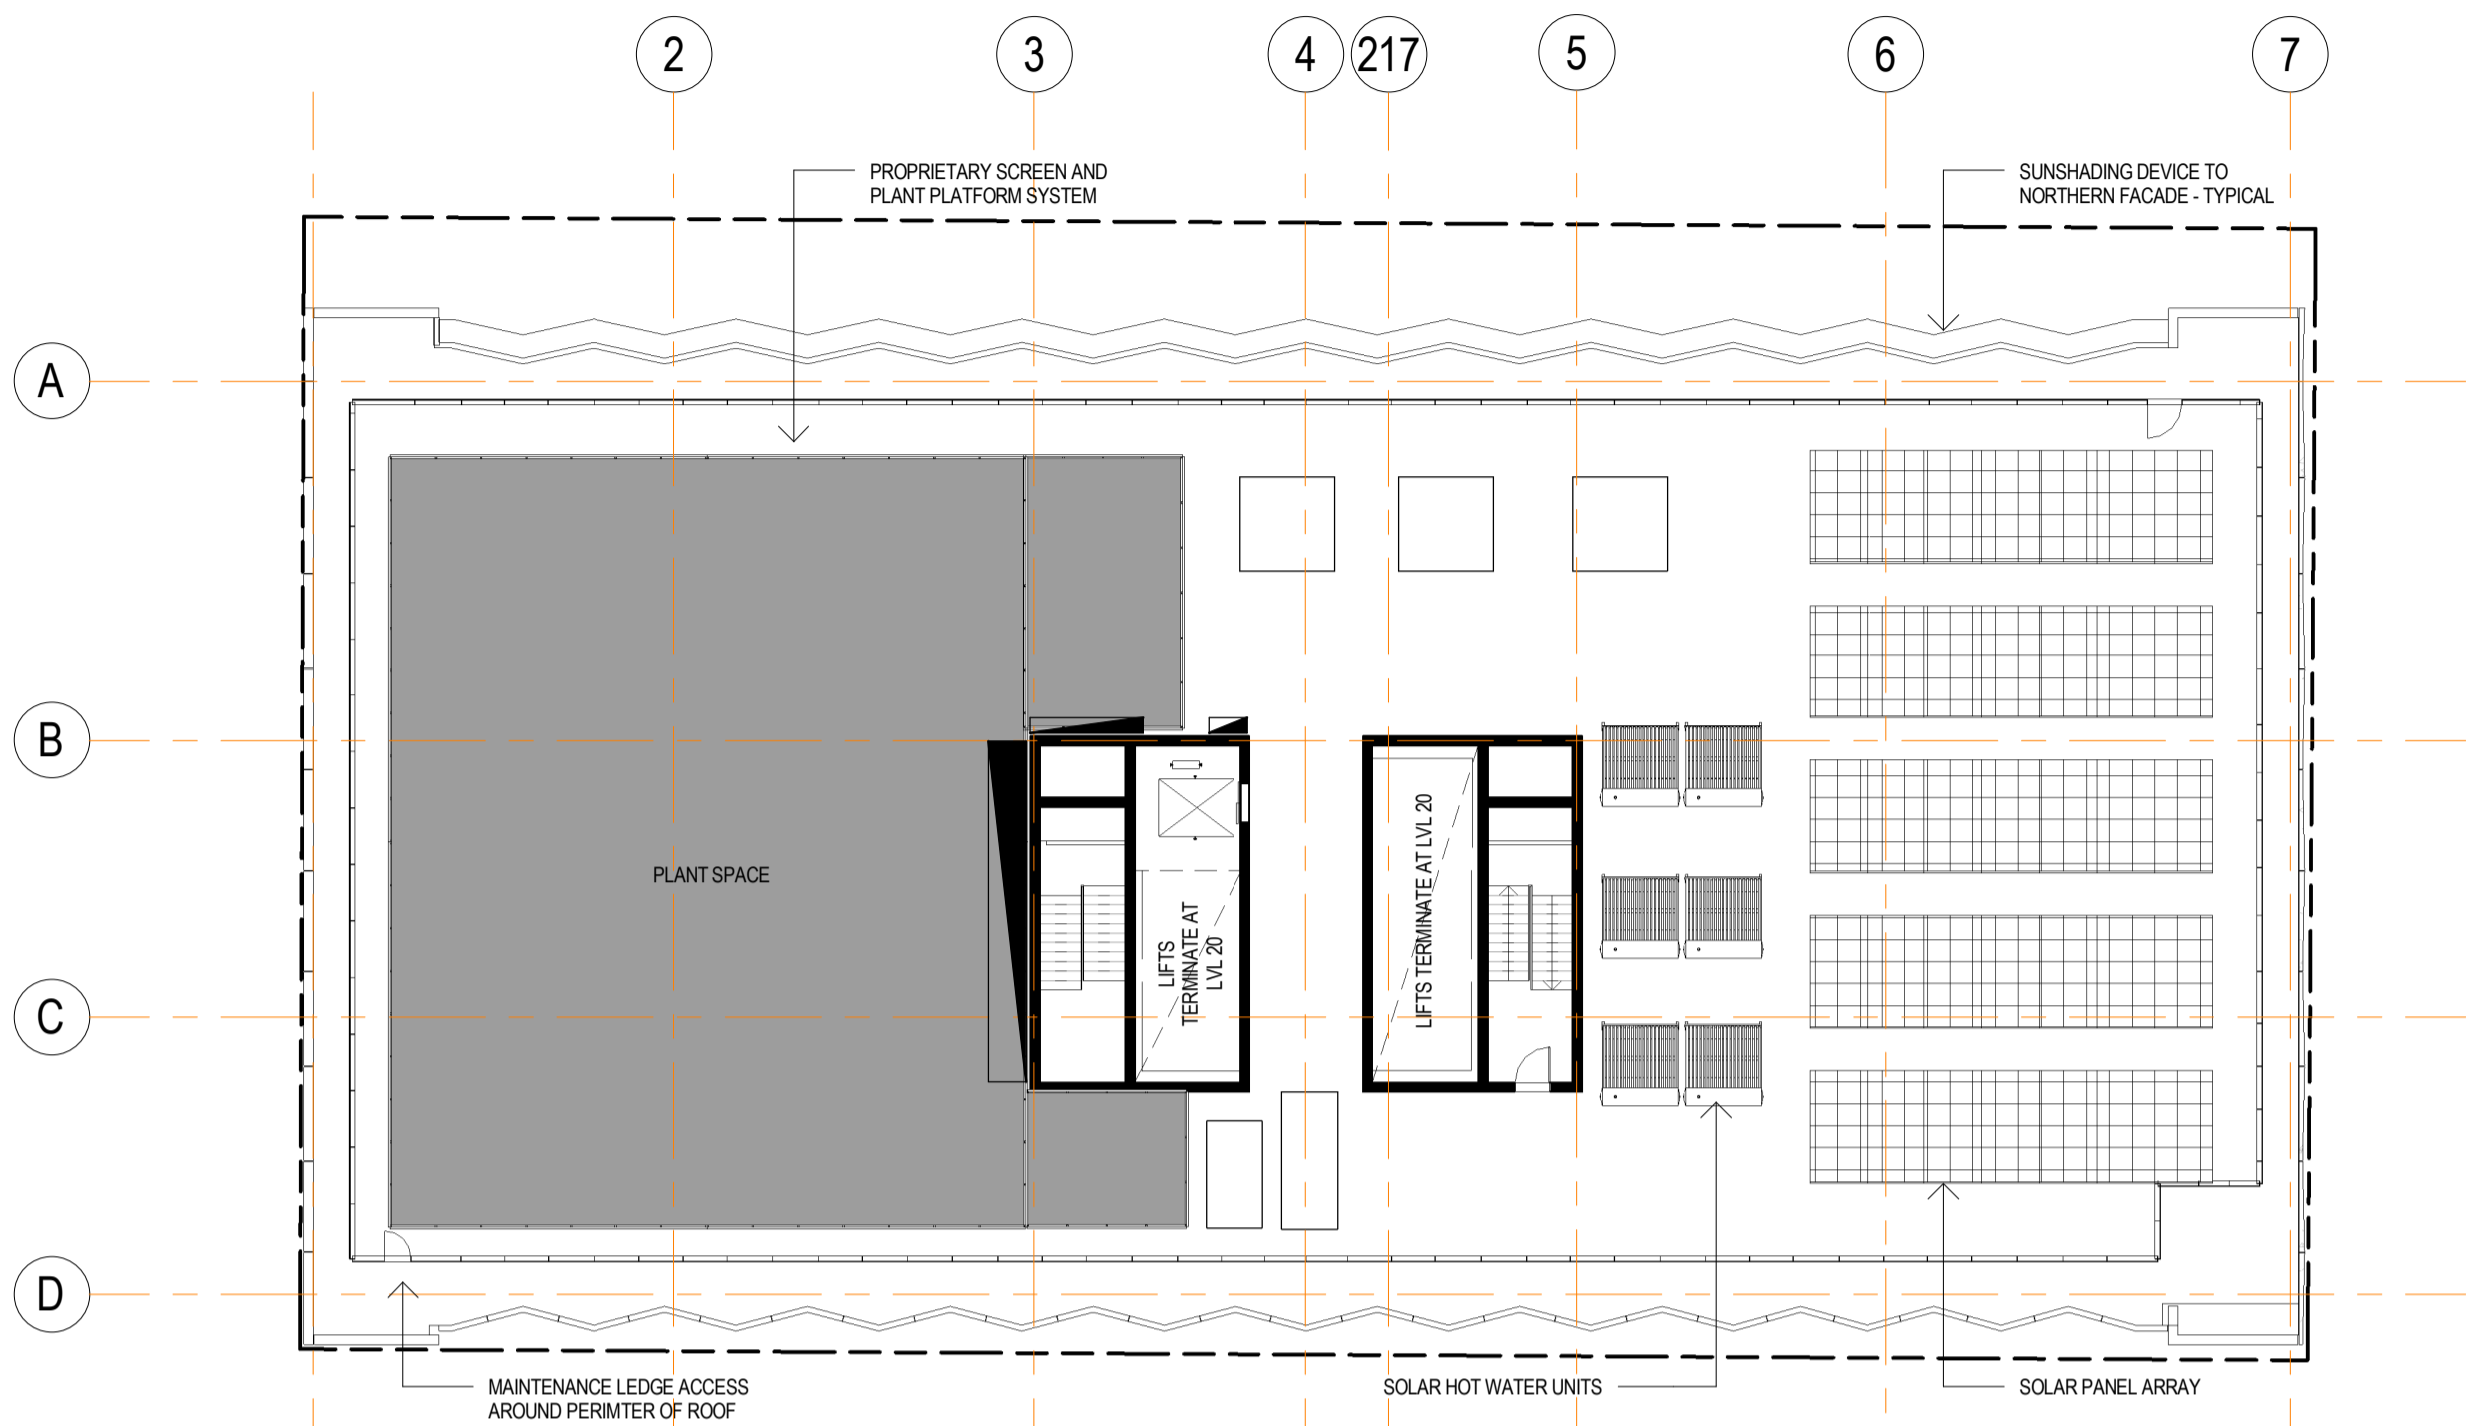 2
3
4
217
5
6
7
PROPRIETARY SCREEN AND
PLANT PLATFORM SYSTEM
SUNSHADING DEVICE TO
NORTHERN FACADE - TYPICAL
A
B
PLANT SPACE
LIFTS
TERMINATE AT
LVL 20
LIFTS TERMINATE AT LVL 20
C
D
MAINTENANCE LEDGE ACCESS
AROUND PERIMTER OF ROOF
SOLAR HOT WATER UNITS
SOLAR PANEL ARRAY